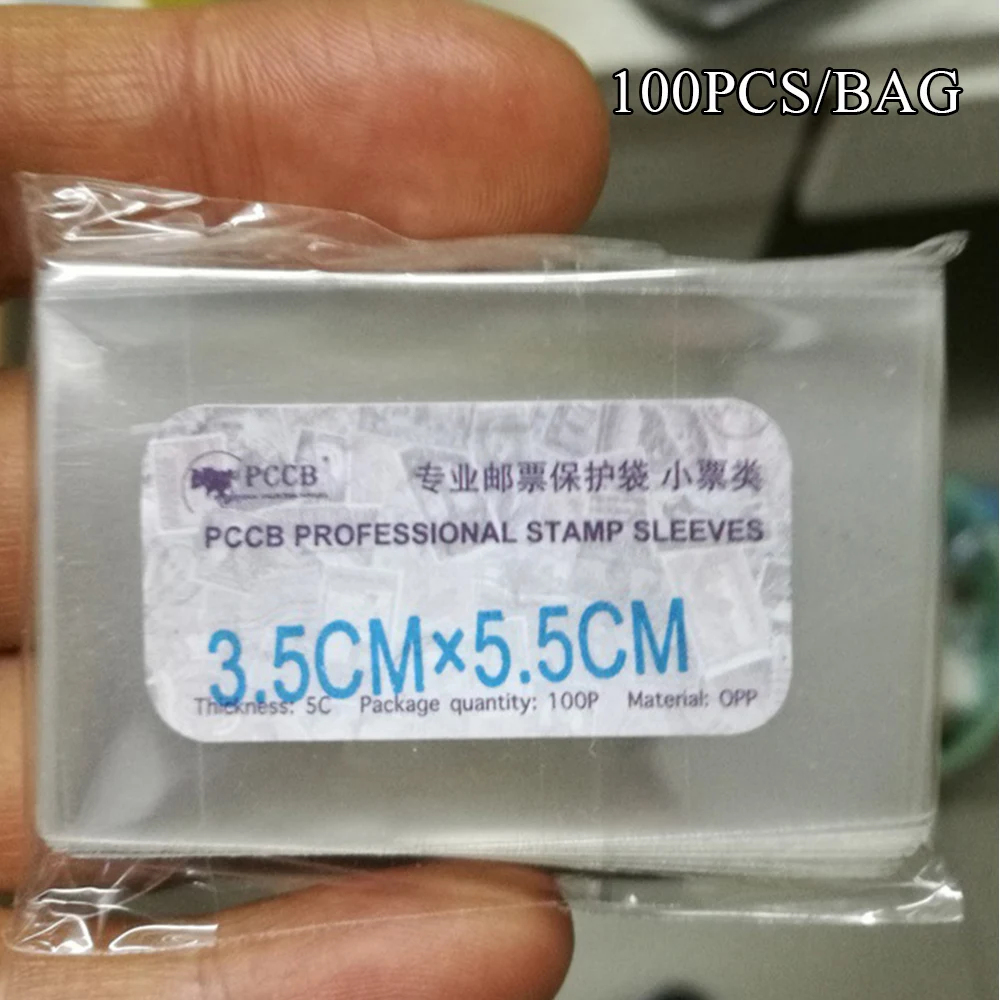 100PCS/BAG
PCCB
专业邮票保护袋 小票类
PCCB PROFESSIONAL STAMP SLEEVES
3.5CM×5.5CM
Thickness: 5C Package quantity: 100P Material: OPP